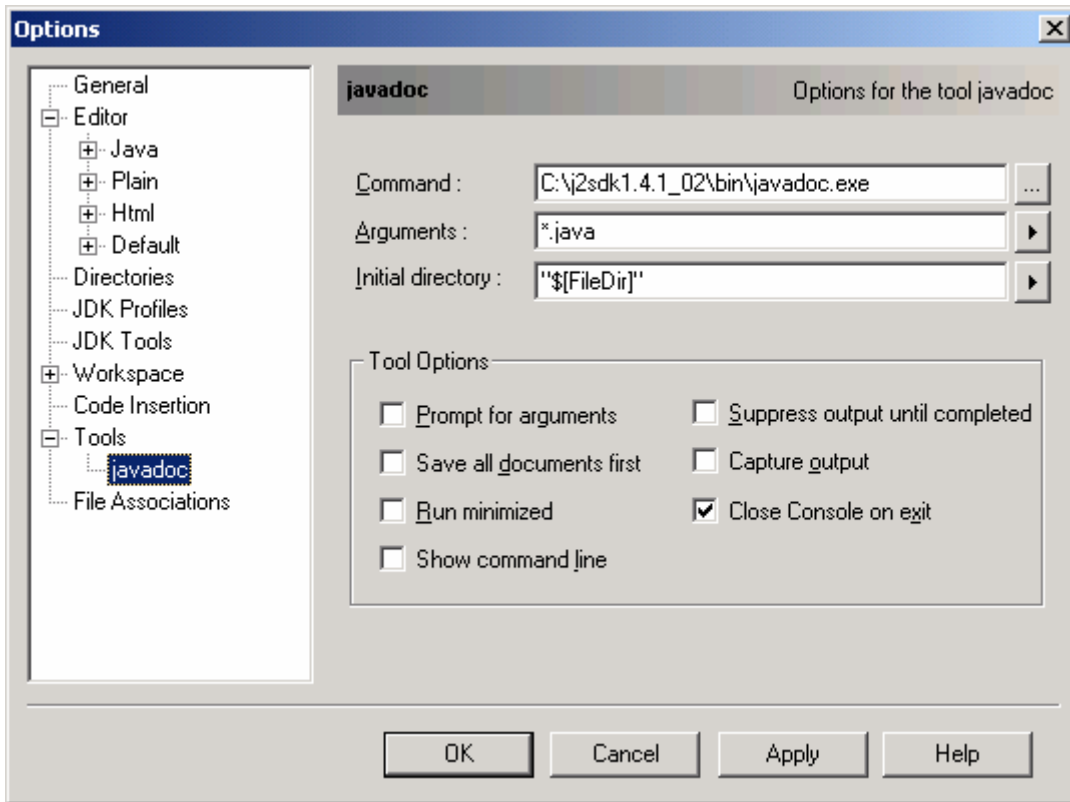 Options
General
Editor
Java
Plain
Html
Default
Directories
JDK Profiles
JDK Tools
Workspace
Code Insertion
Tools
javadoc
File Associations
javadoc Options for the tool javadoc
Command : C:\j2sdk1.4.1_02\bin\javadoc.exe ...
Arguments : *.java
Initial directory : "$[FileDir]"
Tool Options
Prompt for arguments Suppress output until completed
Save all documents first Capture output
Run minimized Close Console on exit
Show command line
OK Cancel Apply Help